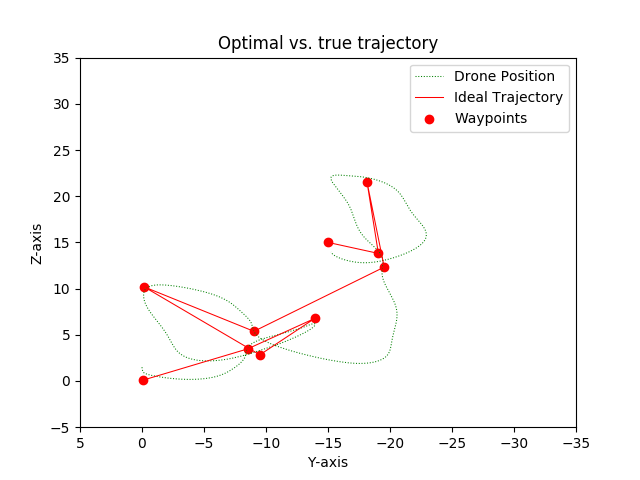 Optimal vs. true trajectory
Drone Position
Ideal Trajectory
Waypoints
Z-axis
35
30
25
20
15
10
5
0
−5
5 0 −5 −10 −15 −20 −25 −30 −35
Y-axis